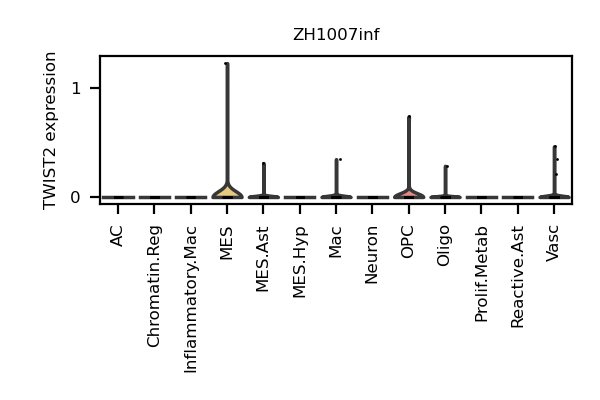 ZH1007inf
TWIST2 expression
1
0
AC
Chromatin.Reg
Inflammatory.Mac
MES
MES.Ast
MES.Hyp
Mac
Neuron
OPC
Oligo
Prolif.Metab
Reactive.Ast
Vasc